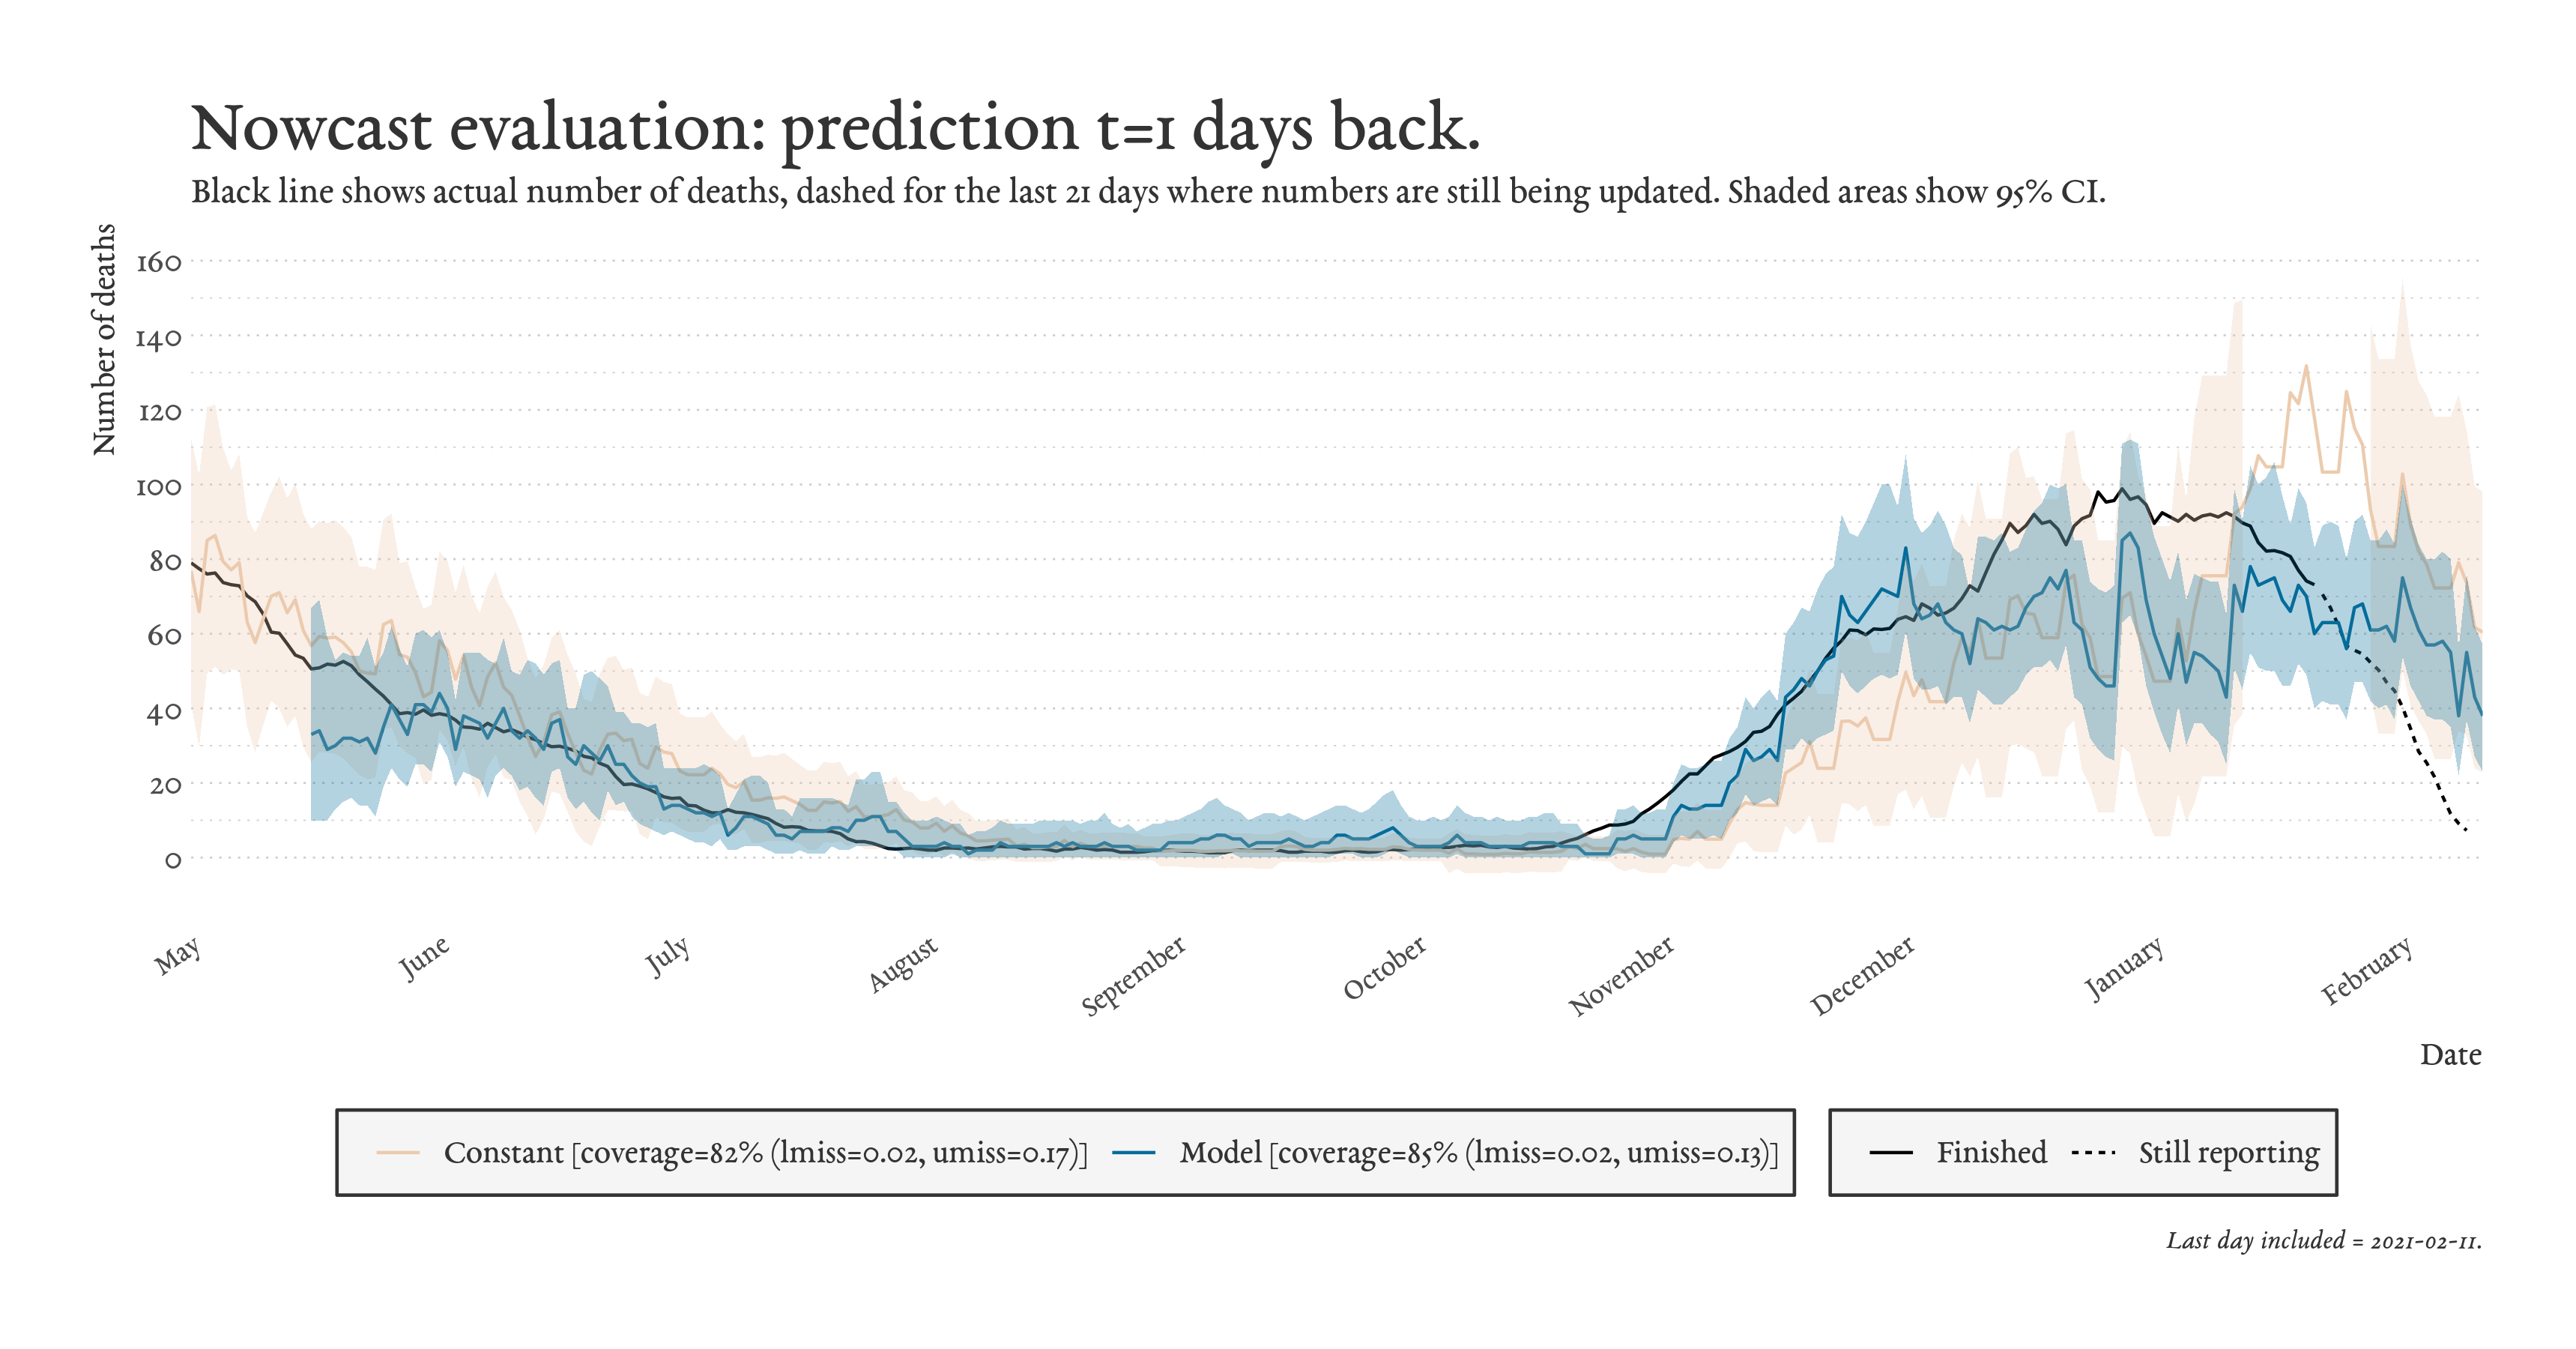 Nowcast evaluation: prediction t=1 days back.
Black line shows actual number of deaths, dashed for the last 21 days where numbers are still being updated. Shaded areas show 95% CI.
Number of deaths
160
140
120
100
80
60
40
20
0
May June July August September October November December January February
Date
Constant [coverage=82% (lmiss=0.02, umiss=0.17)] Model [coverage=85% (lmiss=0.02, umiss=0.13)] Finished Still reporting
Last day included = 2021-02-11.